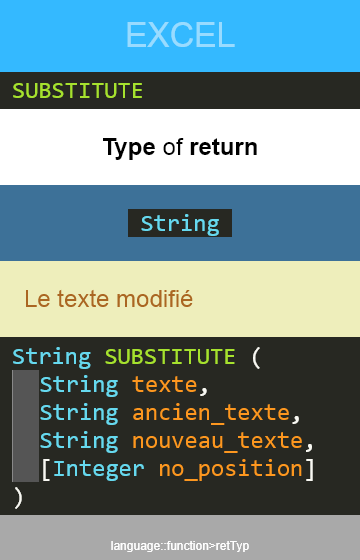 EXCEL
SUBSTITUTE
Type of return
String
Le texte modifié
String SUBSTITUTE (
String texte,
String ancien_texte,
String nouveau_texte,
[Integer no_position]
)
language::function>retTyp